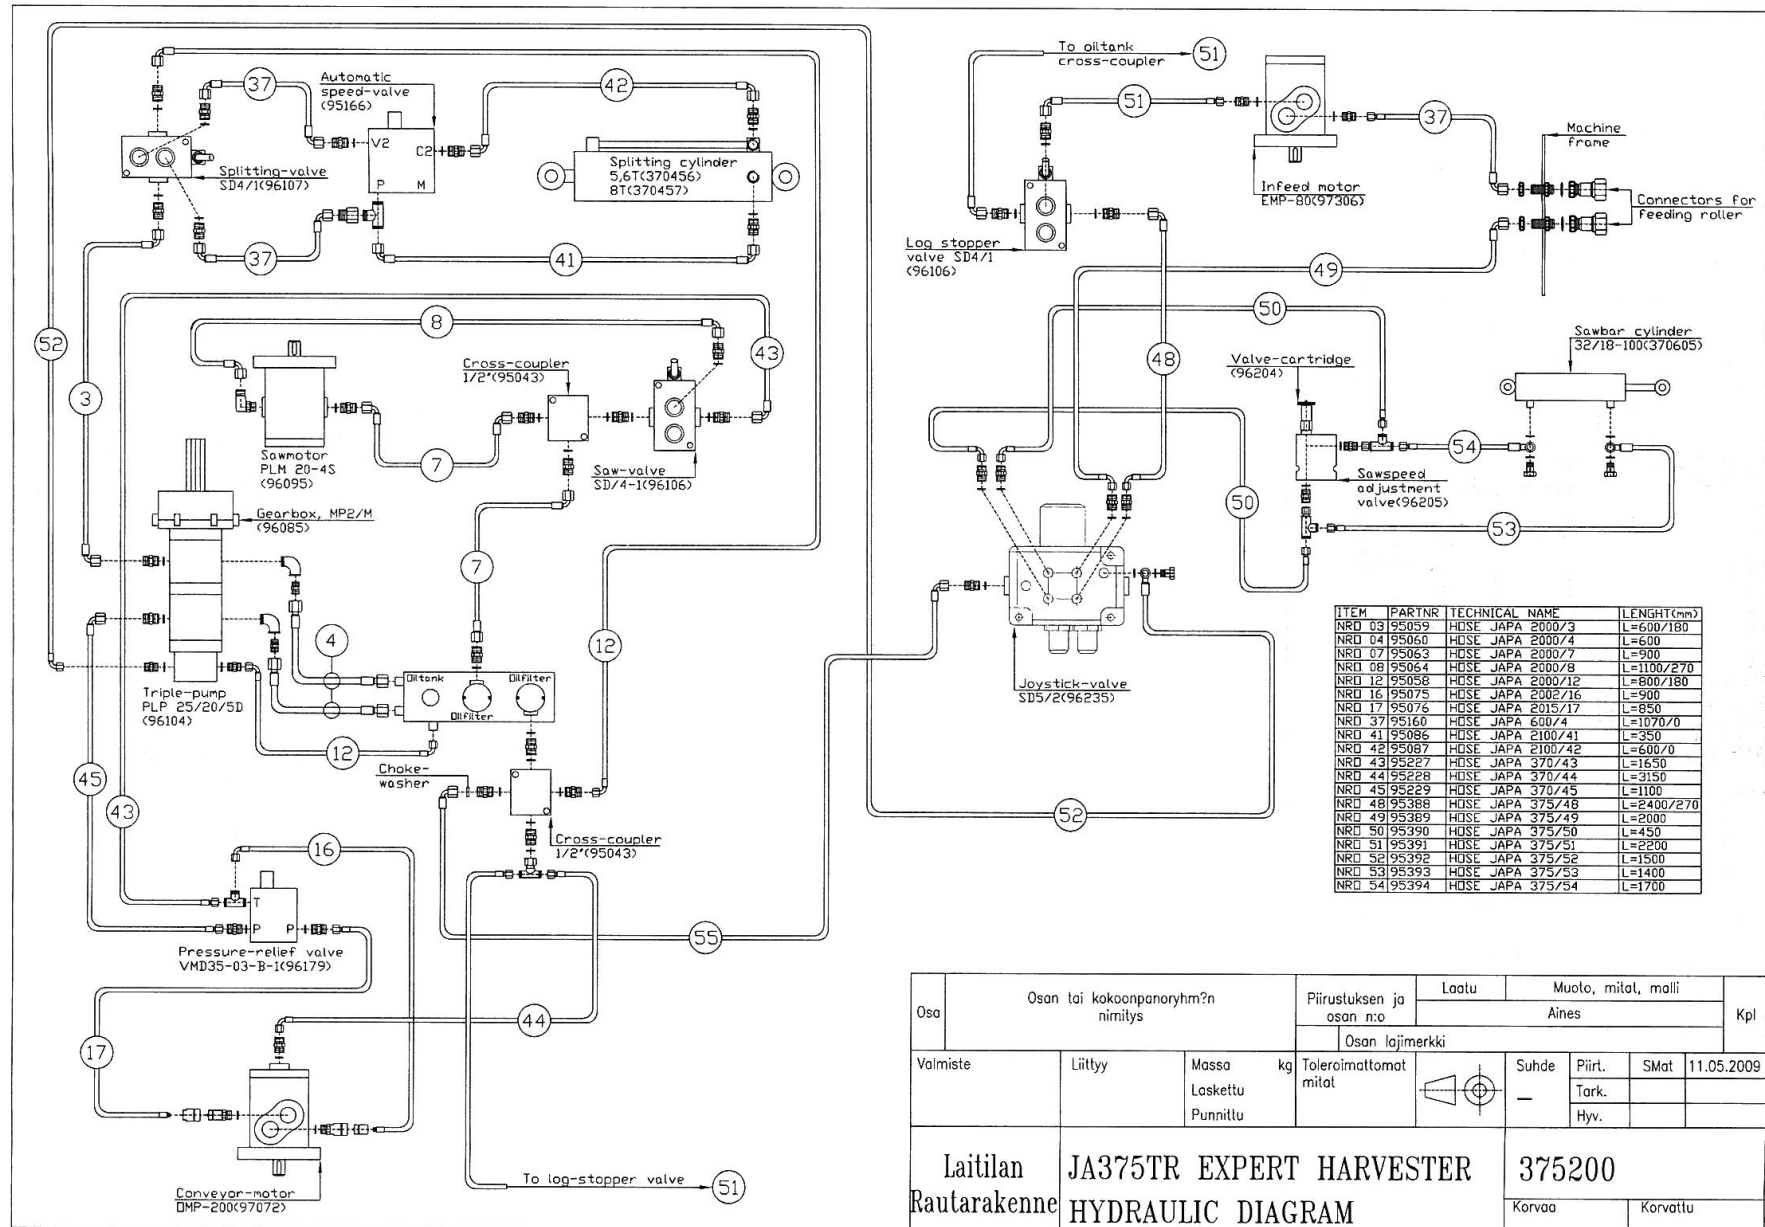 To oiltank
cross-coupler
51
37
Automatic
speed-valve
(95166)
42
51
37
Machine
frame
V2
C2
P M
Splitting-valve
SD4/1(96107)
Splitting cylinder
5,6T(370456)
8T(370457)
Infeed motor
EMP-80(97306)
Connectors for
feeding roller
37
41
Log stopper
valve SD4/1
(96106)
49
50
52
8
43
48
3
Cross-coupler
1/2"(95043)
Valve-cartridge
(96204)
Sawbar cylinder
32/18-100(370605)
Sawmotor
PLM 20-4S
(96095)
7
Saw-valve
SD/4-1(96106)
54
50
Sawspeed
adjustment
valve(96205)
Gearbox, MP2/M
(96085)
53
7
4
12
Triple-pump
PLP 25/20/5D
(96104)
Oiltank
Oilfilter
Oilfilter
Joystick-valve
SD5/2(96235)
12
45
43
Choke-
washer
52
Cross-coupler
1/2"(95043)
16
T
P P
Pressure-relief valve
VMD35-03-B-1(96179)
55
44
17
Conveyor-motor
OMP-200(97072)
To log-stopper valve
51
ITEM PARTNR TECHNICAL NAME LENGHT(mm)
NRO 03 95059 HOSE JAPA 2000/3 L=600/180
NRO 04 95060 HOSE JAPA 2000/4 L=600
NRO 07 95063 HOSE JAPA 2000/7 L=900
NRO 08 95064 HOSE JAPA 2000/8 L=1100/270
NRO 12 95058 HOSE JAPA 2000/12 L=800/180
NRO 16 95075 HOSE JAPA 2002/16 L=900
NRO 17 95076 HOSE JAPA 2015/17 L=850
NRO 37 95160 HOSE JAPA 600/4 L=1070/0
NRO 41 95086 HOSE JAPA 2100/41 L=350
NRO 42 95087 HOSE JAPA 2100/42 L=600/0
NRO 43 95227 HOSE JAPA 370/43 L=1650
NRO 44 95228 HOSE JAPA 370/44 L=3150
NRO 45 95229 HOSE JAPA 370/45 L=1100
NRO 48 95388 HOSE JAPA 375/48 L=2400/270
NRO 49 95389 HOSE JAPA 375/49 L=2000
NRO 50 95390 HOSE JAPA 375/50 L=450
NRO 51 95391 HOSE JAPA 375/51 L=2200
NRO 52 95392 HOSE JAPA 375/52 L=1500
NRO 53 95393 HOSE JAPA 375/53 L=1400
NRO 54 95394 HOSE JAPA 375/54 L=1700
Osa
Osan tai kokoonpanoryhm?n
nimitys
Piirustuksen ja
osan n:o
Laatu
Muoto, mitat, malli
Aines
Kpl
Osan lajimerkki
Valmiste
Liittyy
Massa kg
Laskettu
Punnittu
Toleroimattomat
mitat
Suhde
–
Piirt. SMat 11.05.2009
Tark.
Hyv.
Laitilan
Rautarakenne
JA375TR EXPERT HARVESTER
HYDRAULIC DIAGRAM
375200
Korvaa
Korvattu